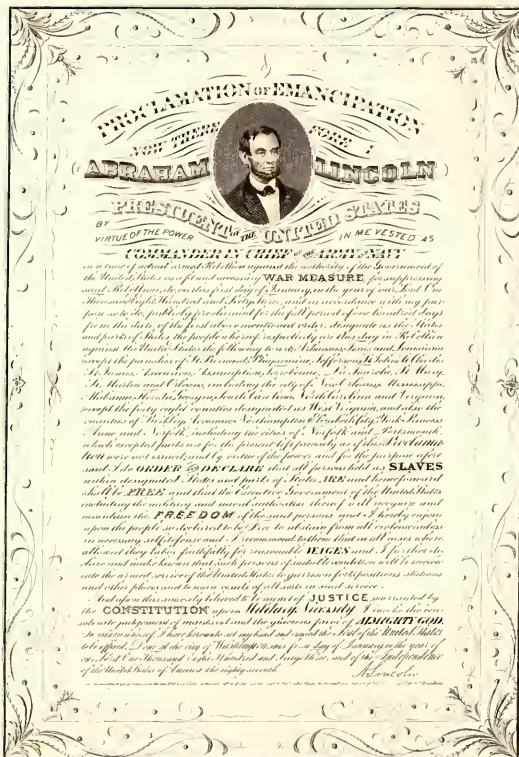 PROCLAMATION OF EMANCIPATION
NOW THERE FORE I
ABRAHAM LINCOLN
PRESIDENT OF THE UNITED STATES
BY VIRTUE OF THE POWER IN ME VESTED AS
COMMANDER IN CHIEF OF THE ARMY & NAVY
in a time of actual armed Rebellion against the authority of the Government of
the United States as a fit and necessary WAR MEASURE for suppressing
said Rebellion, do, on this first day of January, in the year of our Lord One
Thousand Eight Hundred and Sixty three, and in accordance with my pur
pose so to do, publicly proclaimed for the full period of one hundred days
from the date of the first above mentioned order, designate as the States
and parts of States the people whereof respectively are this day in Rebellion
against the United States the following to wit: Arkansas, Texas and Louisiana
except the parishes of St. Bernard, Plaquemine, Jefferson, St. John, St. Charles
St. James, Ascension, Assumption, Terrebonne, La Fourche, St. Mary,
St. Martin and Orleans, including the city of New Orleans, Mississippi,
Alabama, Florida, Georgia, South Carolina, North Carolina and Virginia,
except the forty eight counties designated as West Virginia, and also the
counties of Berkley, Accomac, Northampton, Elizabeth City, York, Princess
Anne and Norfolk, including the cities of Norfolk and Portsmouth
which excepted parts are for the present left precisely as if this Proclama
tion were not issued; and by virtue of the power and for the purpose afore
said, I do ORDER AND DECLARE that all persons held as SLAVES
within designated States and parts of States ARE and henceforward
shall be FREE and that the Executive Government of the United States
including the military and naval authorities thereof will recognize and
maintain the FREEDOM of the said persons and I hereby enjoin
upon the people so declared to be Free to abstain from all violence unless
in necessary self defence and I recommend to them that in all cases where
allowed they labor faithfully for reasonable WAGES and I further de
clare and make known that such persons of suitable condition will be received
into the armed service of the United States to garrison forts positions stations
and other places and to man vessels of all sorts in said service.
And upon this sincerely believed to be an act of JUSTICE warranted by
the CONSTITUTION upon Military Necessity I invoke the con
siderate judgement of mankind and the gracious favor of ALMIGHTY GOD.
In witness whereof I have hereunto set my hand and caused the Seal of the United States
to be affixed. Done at the city of Washington this first day of January in the year of
our Lord One Thousand Eight Hundred and Sixty Three, and of the Independence
of the United States of America the eighty seventh
A. Lincoln